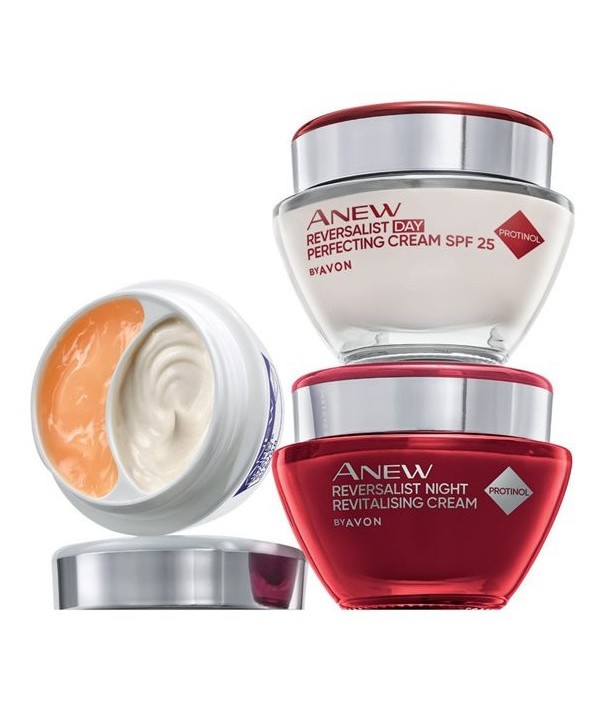 ANEW
REVERSALIST DAY
PERFECTING CREAM SPF 25
BY AVON
PROTINOL
ANEW
REVERSALIST NIGHT
REVITALISING CREAM
BY AVON
PROTINOL